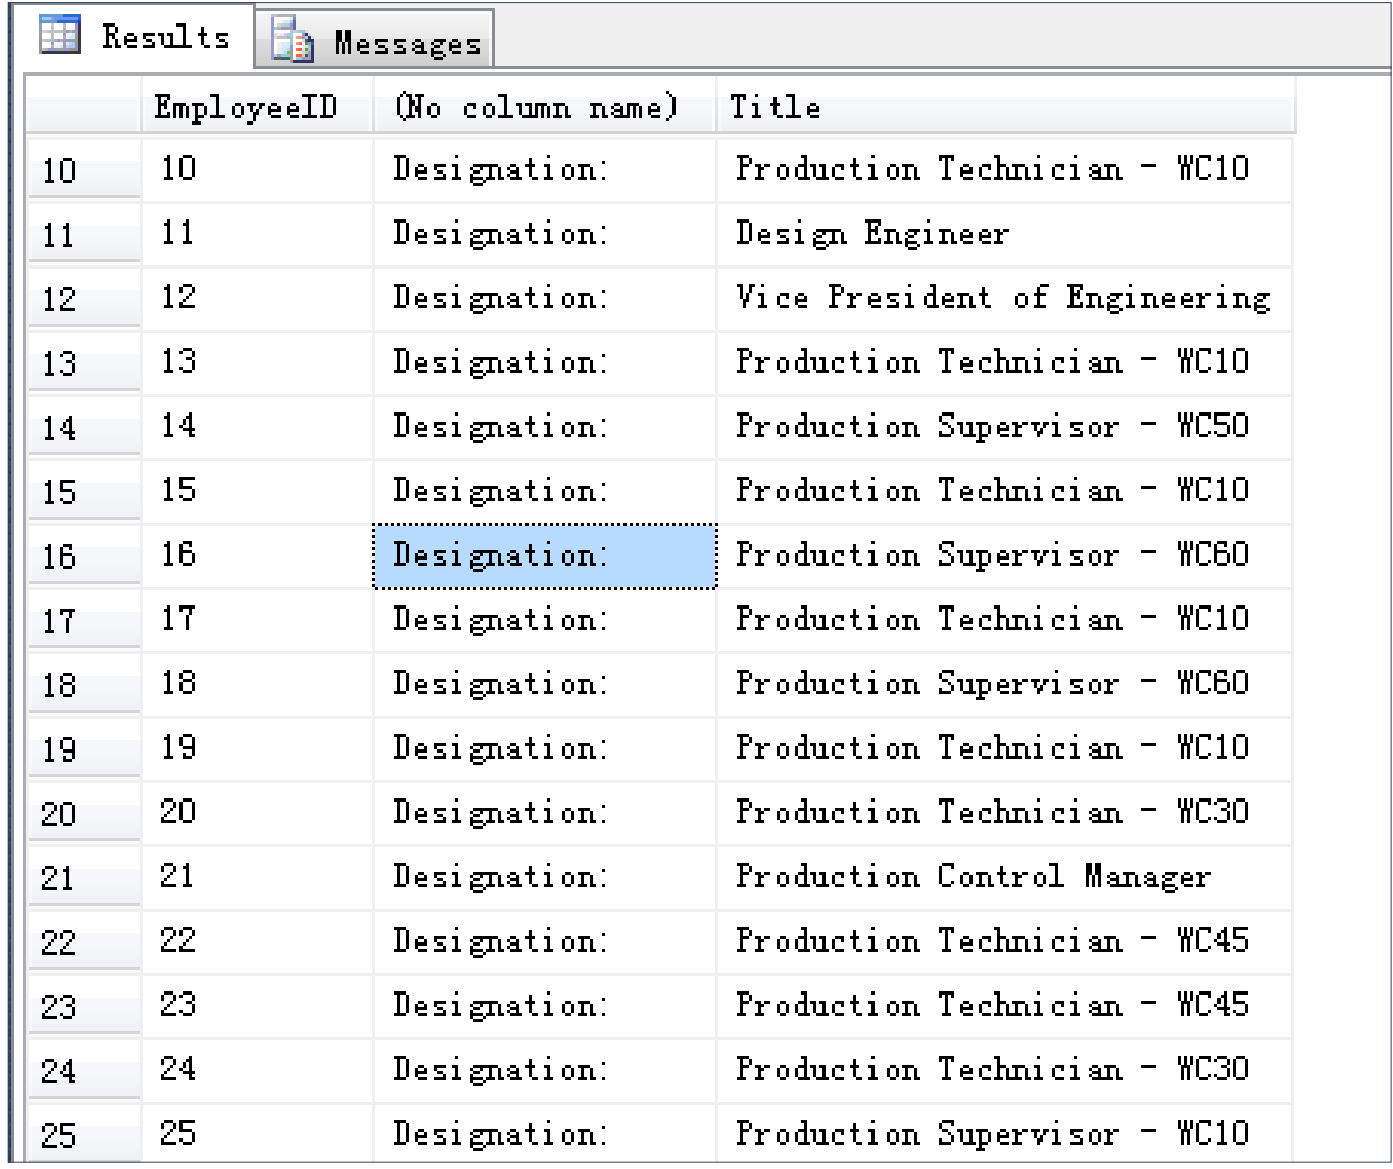 Results Messages
EmployeeID (No column name) Title
10 10 Designation: Production Technician - WC10
11 11 Designation: Design Engineer
12 12 Designation: Vice President of Engineering
13 13 Designation: Production Technician - WC10
14 14 Designation: Production Supervisor - WC50
15 15 Designation: Production Technician - WC10
16 16 Designation: Production Supervisor - WC60
17 17 Designation: Production Technician - WC10
18 18 Designation: Production Supervisor - WC60
19 19 Designation: Production Technician - WC10
20 20 Designation: Production Technician - WC30
21 21 Designation: Production Control Manager
22 22 Designation: Production Technician - WC45
23 23 Designation: Production Technician - WC45
24 24 Designation: Production Technician - WC30
25 25 Designation: Production Supervisor - WC10